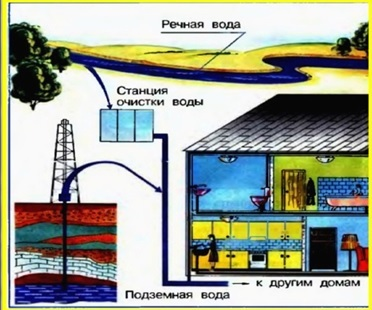 Речная вода
Станция
очистки воды
к другим домам
Подземная вода